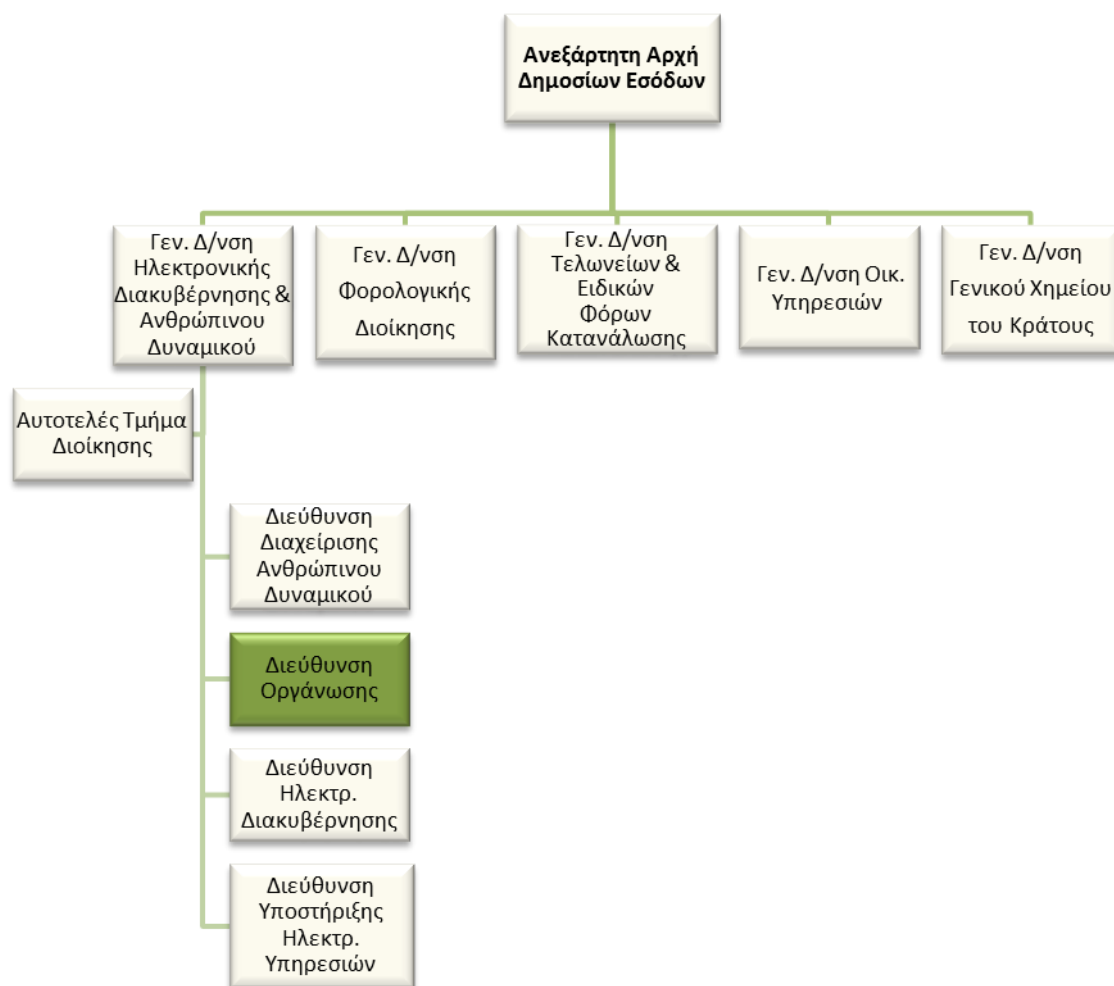 Ανεξάρτητη Αρχή
Δημοσίων Εσόδων
Γεν. Δ/νση
Ηλεκτρονικής
Διακυβέρνησης &
Ανθρώπινου
Δυναμικού
Γεν. Δ/νση
Φορολογικής
Διοίκησης
Γεν. Δ/νση
Τελωνείων &
Ειδικών
Φόρων
Κατανάλωσης
Γεν. Δ/νση Οικ.
Υπηρεσιών
Γεν. Δ/νση
Γενικού Χημείου
του Κράτους
Αυτοτελές Τμήμα
Διοίκησης
Διεύθυνση
Διαχείρισης
Ανθρώπινου
Δυναμικού
Διεύθυνση
Οργάνωσης
Διεύθυνση
Ηλεκτρ.
Διακυβέρνησης
Διεύθυνση
Υποστήριξης
Ηλεκτρ.
Υπηρεσιών